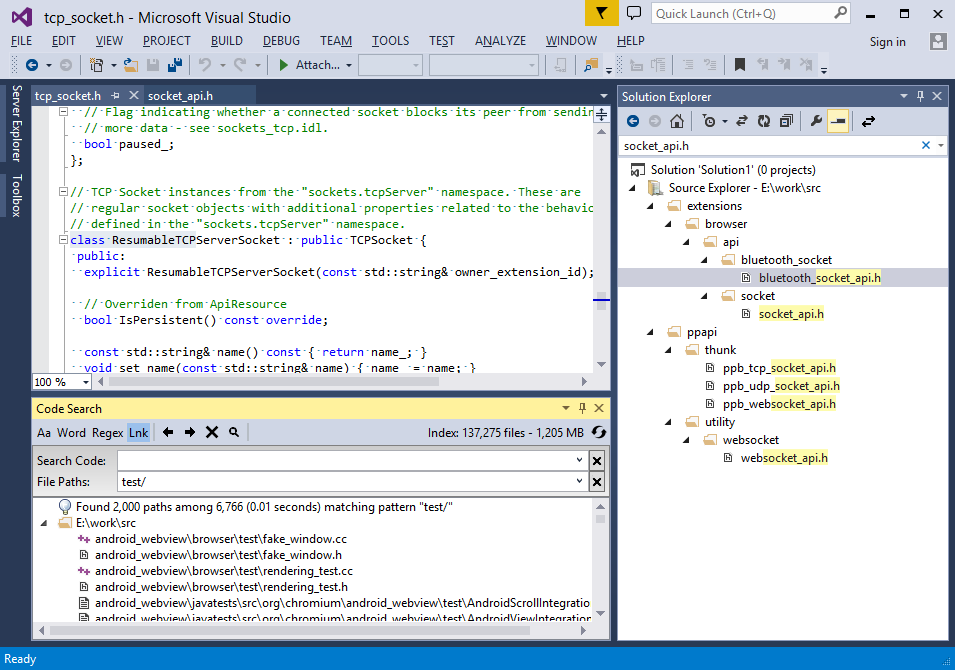 tcp_socket.h - Microsoft Visual Studio
Quick Launch (Ctrl+Q)
FILE EDIT VIEW PROJECT BUILD DEBUG TEAM TOOLS TEST ANALYZE WINDOW HELP
Sign in
Attach...
Server Explorer
Toolbox
tcp_socket.h
socket_api.h
// Flag indicating whether a connected socket blocks its peer from sendin
// more data - see sockets_tcp.idl.
bool paused_;
};
// TCP Socket instances from the "sockets.tcpServer" namespace. These are
// regular socket objects with additional properties related to the behavio
// defined in the "sockets.tcpServer" namespace.
class ResumableTCPServerSocket : public TCPSocket {
public:
explicit ResumableTCPServerSocket(const std::string& owner_extension_id);
// Overriden from ApiResource
bool IsPersistent() const override;
const std::string& name() const { return name_; }
void set_name(const std::string& name) { name_ = name; }
100 %
Code Search
Aa Word Regex Lnk
Index: 137,275 files - 1,205 MB
Search Code:
File Paths: test/
Found 2,000 paths among 6,766 (0.01 seconds) matching pattern "test/"
E:\work\src
android_webview\browser\test\fake_window.cc
android_webview\browser\test\fake_window.h
android_webview\browser\test\rendering_test.cc
android_webview\browser\test\rendering_test.h
android_webview\javatests\src\org\chromium\android_webview\test\AndroidScrollIntegratio
android_webview\javatests\src\org\chromium\android_webview\test\AndroidViewIntegration
Solution Explorer
socket_api.h
Solution 'Solution1' (0 projects)
Source Explorer - E:\work\src
extensions
browser
api
bluetooth_socket
bluetooth_socket_api.h
socket
socket_api.h
ppapi
thunk
ppb_tcp_socket_api.h
ppb_udp_socket_api.h
ppb_websocket_api.h
utility
websocket
websocket_api.h
Ready